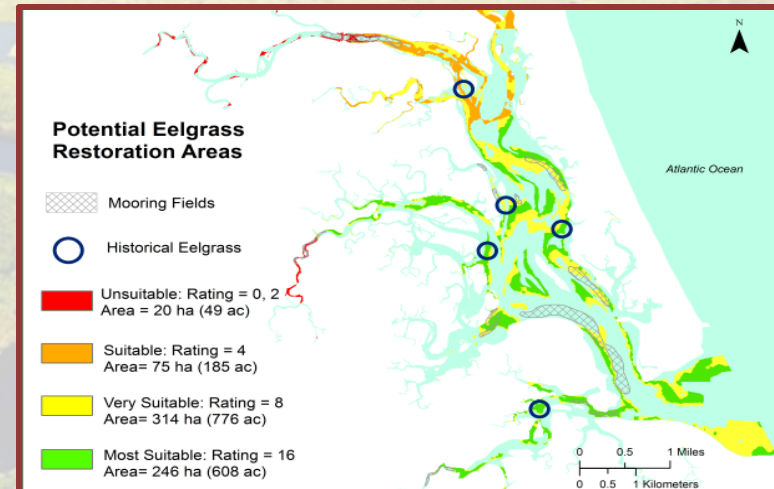 N
Potential Eelgrass
Restoration Areas
Atlantic Ocean
Mooring Fields
Historical Eelgrass
Unsuitable: Rating = 0, 2
Area = 20 ha (49 ac)
Suitable: Rating = 4
Area= 75 ha (185 ac)
Very Suitable: Rating = 8
Area= 314 ha (776 ac)
Most Suitable: Rating = 16
Area= 246 ha (608 ac)
0 0.5 1 Miles
0 0.5 1 Kilometers